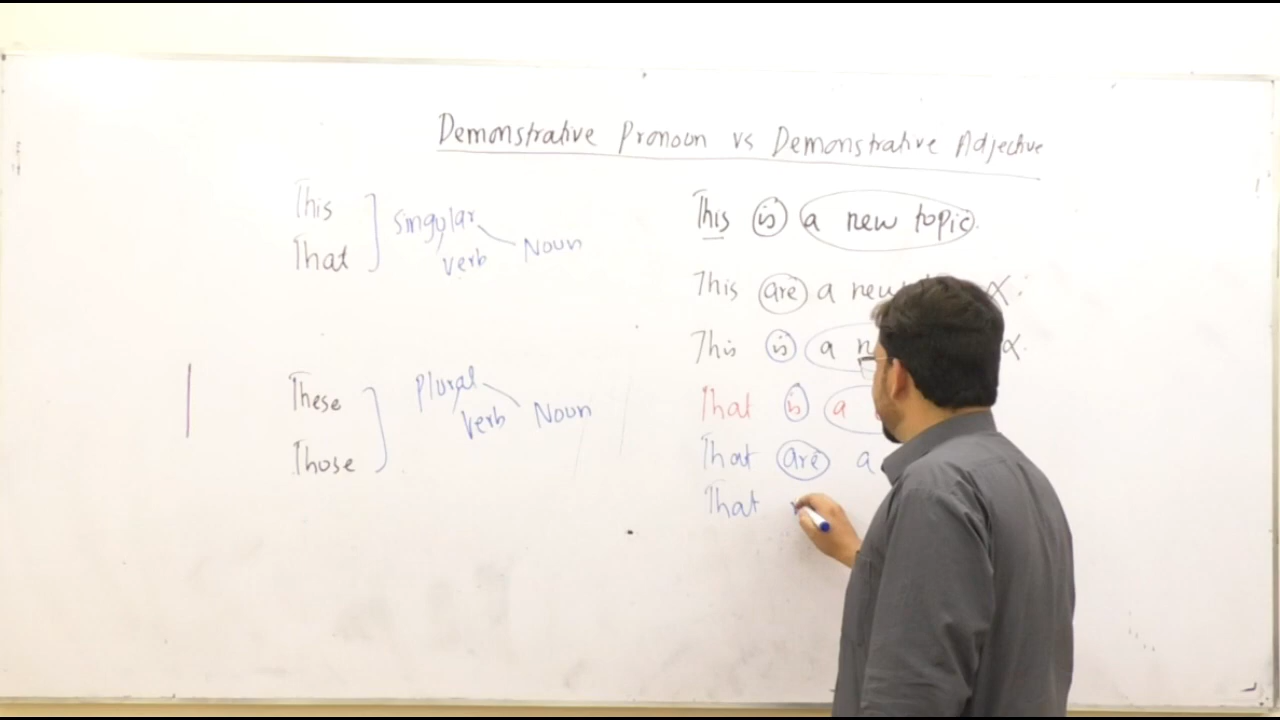 Demonstrative Pronoun vs Demonstrative Adjective
This
That
Singular
verb
Noun
These
Those
Plural
Verb
Noun
This is a new topic.
This are a new
This is a
That is a
That are a
That